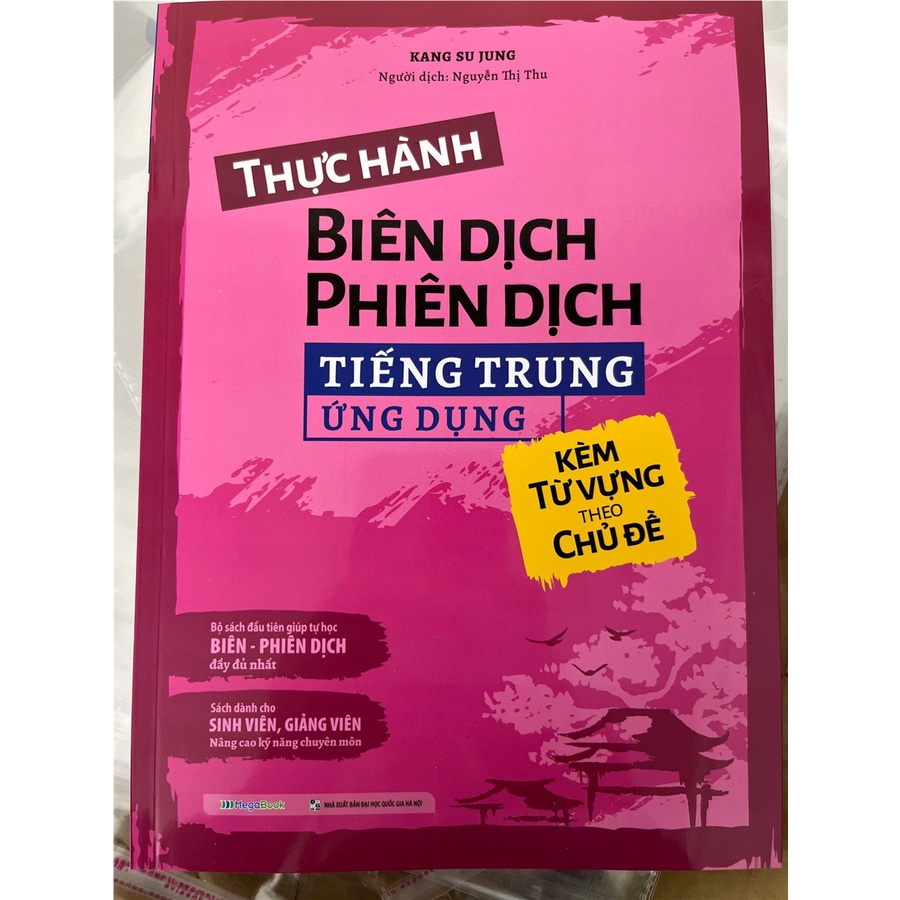 KANG SU JUNG
Người dịch: Nguyễn Thị Thu
THỰC HÀNH
BIÊN DỊCH
PHIÊN DỊCH
TIẾNG TRUNG
ỨNG DỤNG
KÈM
TỪ VỰNG
THEO
CHỦ ĐỀ
Bộ sách đầu tiên giúp tự học
BIÊN - PHIÊN DỊCH
đầy đủ nhất
Sách dành cho
SINH VIÊN, GIẢNG VIÊN
Nâng cao kỹ năng chuyên môn
MegaBook
NHÀ XUẤT BẢN ĐẠI HỌC QUỐC GIA HÀ NỘI